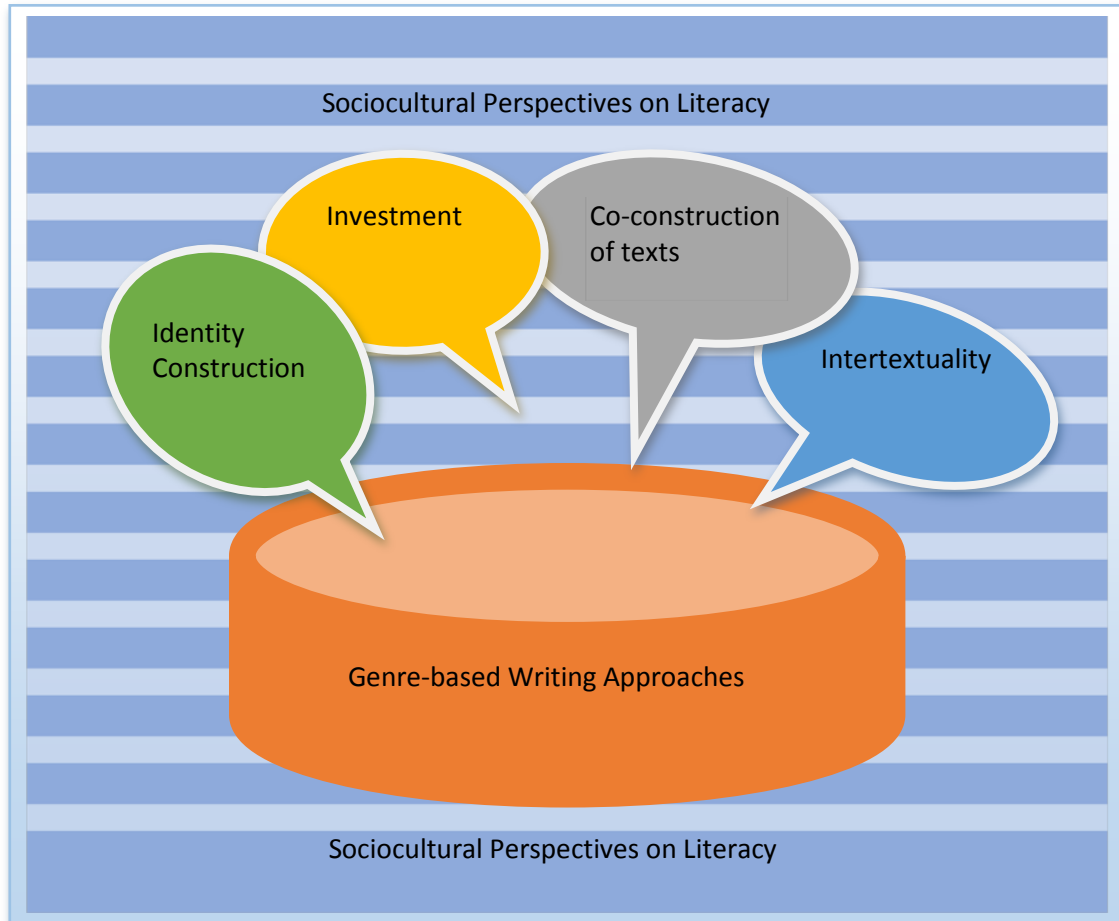 Sociocultural Perspectives on Literacy
Investment
Co-construction
of texts
Identity
Construction
Intertextuality
Genre-based Writing Approaches
Sociocultural Perspectives on Literacy